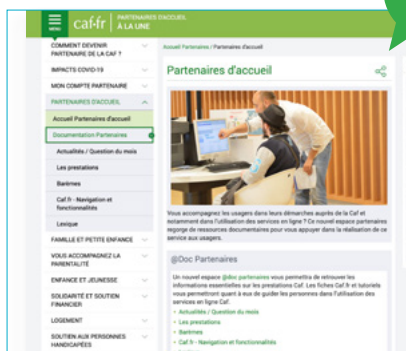 MENU
caf.fr
PARTENAIRES D'ACCUEIL
À LA UNE
COMMENT DEVENIR
PARTENAIRE DE LA CAF ?
IMPACTS COVID-19
MON COMPTE PARTENAIRE
PARTENAIRES D'ACCUEIL
Accueil Partenaires d'accueil
Documentation Partenaires
Actualités / Question du mois
Les prestations
Barèmes
Caf.fr - Navigation et
fonctionnalités
Lexique
FAMILLE ET PETITE ENFANCE
VOUS ACCOMPAGNEZ LA
PARENTALITÉ
ENFANCE ET JEUNESSE
SOLIDARITÉ ET SOUTIEN
FINANCIER
LOGEMENT
SOUTIEN AUX PERSONNES
HANDICAPÉES
Accueil Partenaires / Partenaires d'accueil
Partenaires d'accueil
Vous accompagnez les usagers dans leurs démarches auprès de la Caf et
notamment dans l'utilisation des services en ligne ? Ce nouvel espace partenaires
regorge de ressources documentaires pour vous appuyer dans la réalisation de ce
service aux usagers.
@Doc Partenaires
Un nouvel espace @doc partenaires vous permettra de retrouver les
informations essentielles sur les prestations Caf. Les fiches Caf.fr et tutoriels
vous permettront quant à eux de guider les personnes dans l'utilisation des
services en ligne Caf.
• Actualités / Question du mois
• Les prestations
• Barèmes
• Caf.fr - Navigation et fonctionnalités